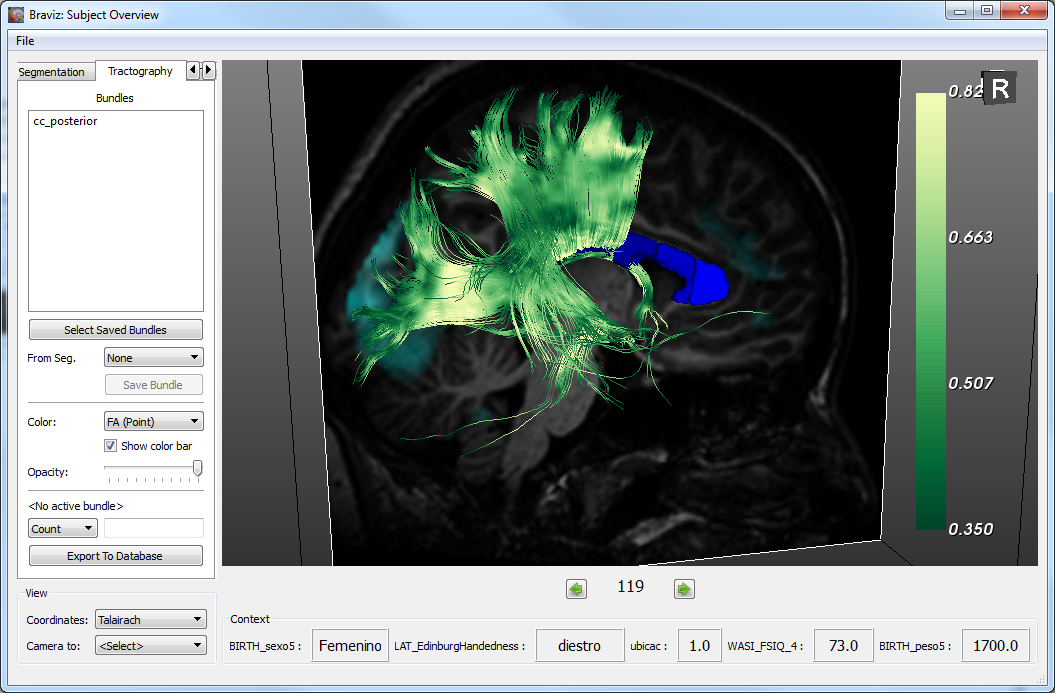 Braviz: Subject Overview
File
Segmentation
Tractography
Bundles
cc_posterior
Select Saved Bundles
From Seg.
None
Save Bundle
Color:
FA (Point)
Show color bar
Opacity:
<No active bundle>
Count
Export To Database
View
Coordinates:
Talairach
Camera to:
<Select>
R
0.82
0.663
0.507
0.350
119
Context
BIRTH_sexo5 :
Femenino
LAT_EdinburgHandedness :
diestro
ubicac :
1.0
WASI_FSIQ_4 :
73.0
BIRTH_peso5 :
1700.0